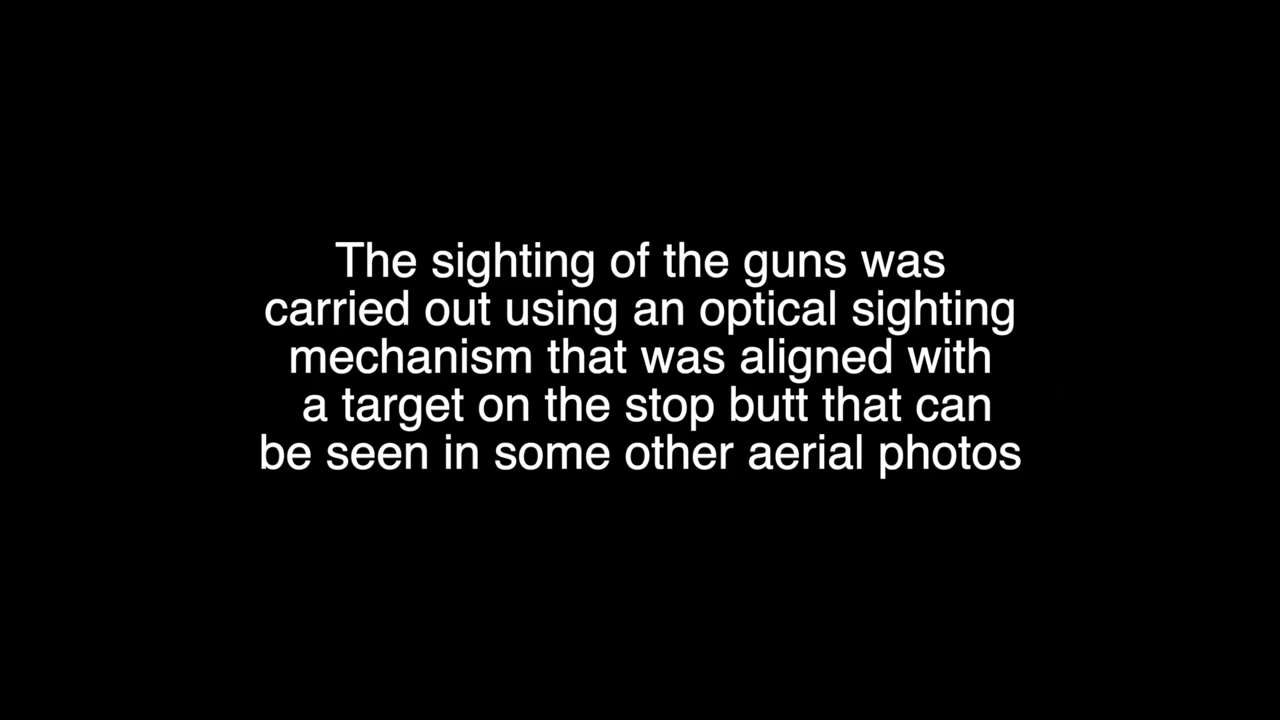 The sighting of the guns was
carried out using an optical sighting
mechanism that was aligned with
a target on the stop butt that can
be seen in some other aerial photos